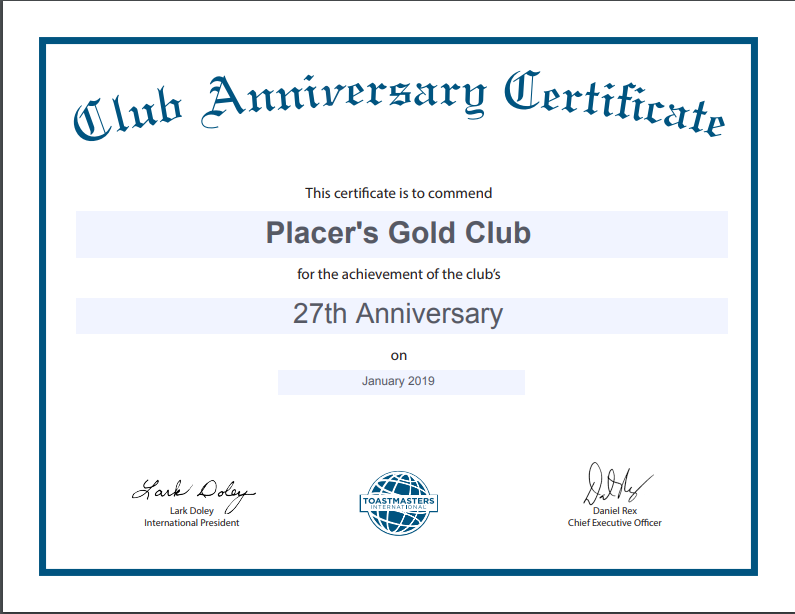 Club Anniversary Certificate
This certificate is to commend
Placer's Gold Club
for the achievement of the club’s
27th Anniversary
on
January 2019
Lark Doley
Lark Doley
International President
TOASTMASTERS
INTERNATIONAL
Daniel Rex
Chief Executive Officer